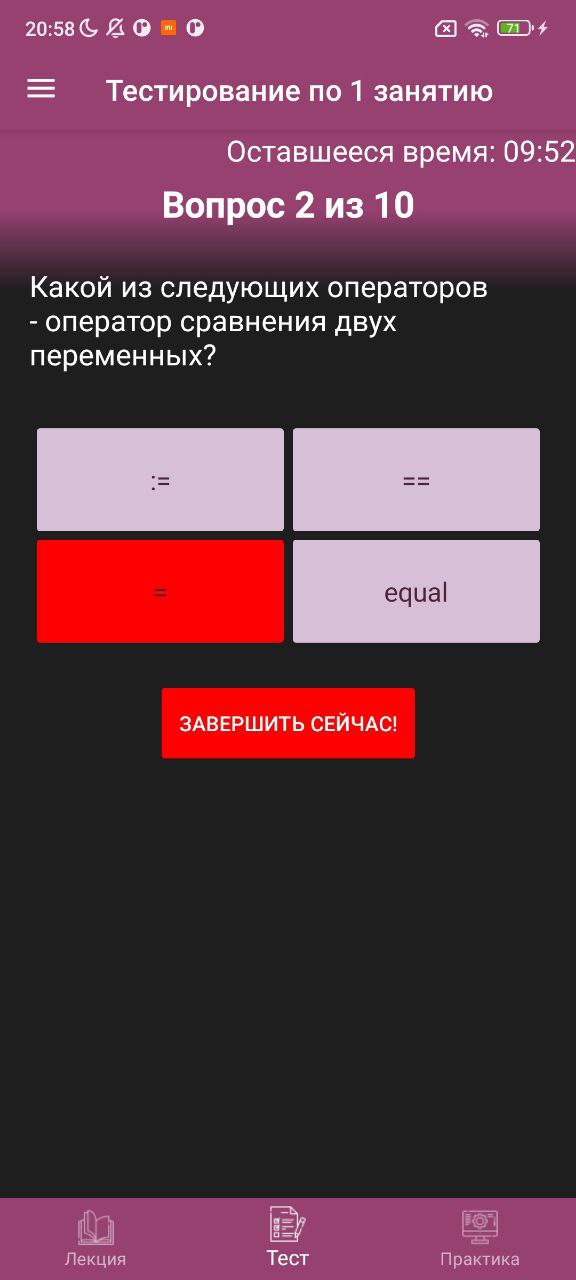 20:58
71
Тестирование по 1 занятию
Оставшееся время: 09:52
Вопрос 2 из 10
Какой из следующих операторов
- оператор сравнения двух
переменных?
:=
==
=
equal
ЗАВЕРШИТЬ СЕЙЧАС!
Лекция
Тест
Практика